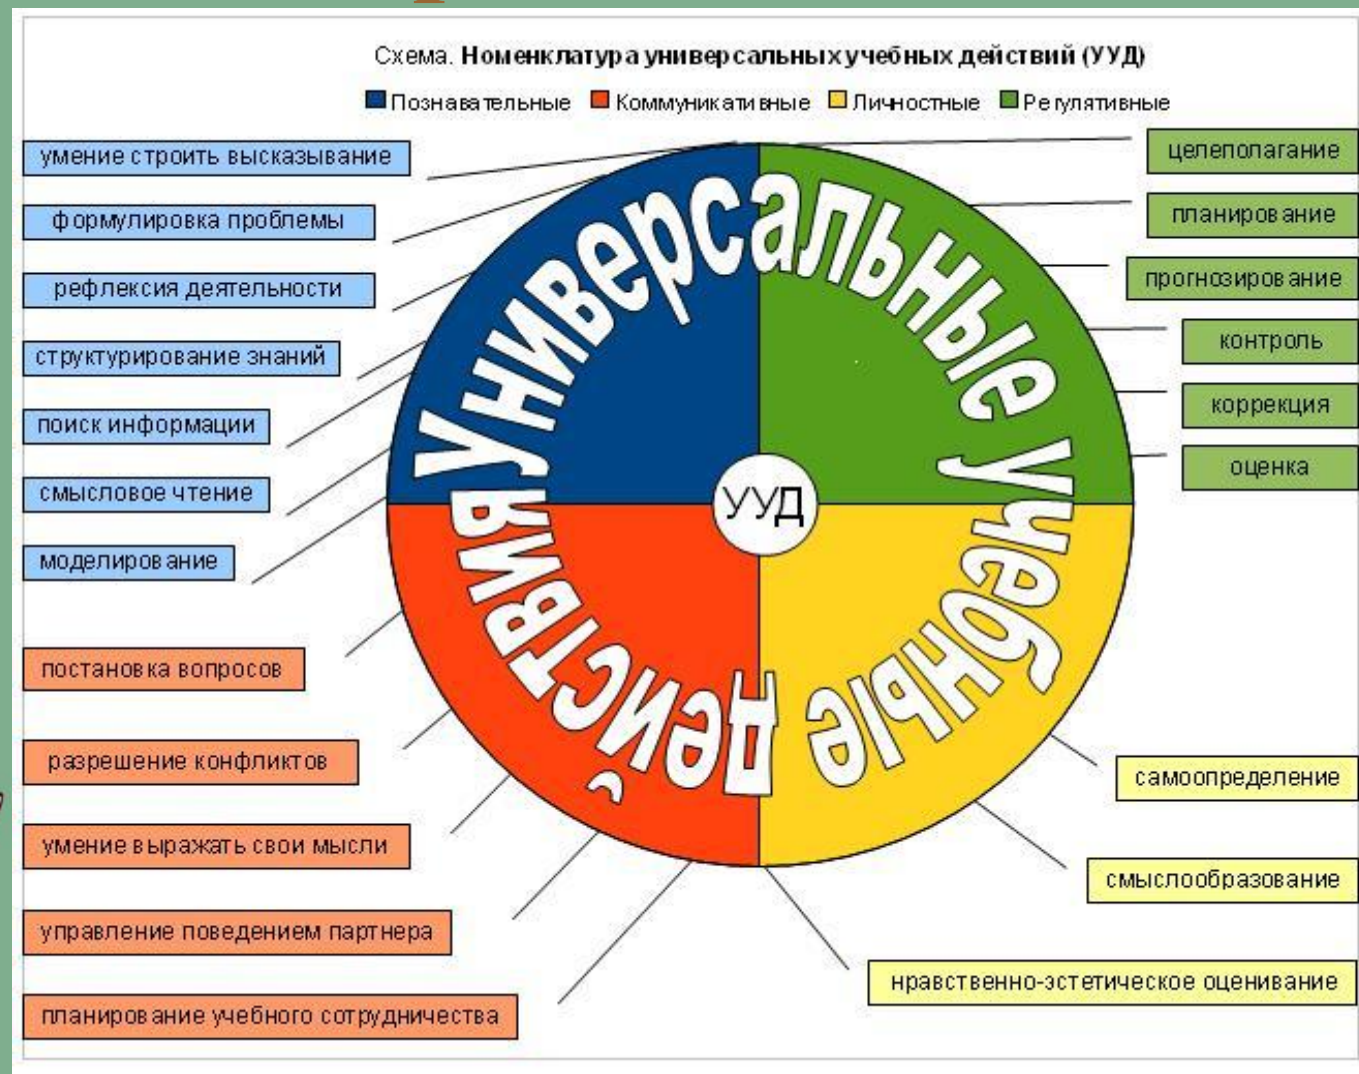 Схема. Номенклатура универсальных учебных действий (УУД)
Познавательные Коммуникативные Личностные Регулятивные
умение строить высказывание
формулировка проблемы
рефлексия деятельности
структурирование знаний
поиск информации
смысловое чтение
моделирование
постановка вопросов
разрешение конфликтов
умение выражать свои мысли
управление поведением партнера
планирование учебного сотрудничества
Универсальные учебные действия
УУД
целеполагание
планирование
прогнозирование
контроль
коррекция
оценка
самоопределение
смыслообразование
нравственно-эстетическое оценивание